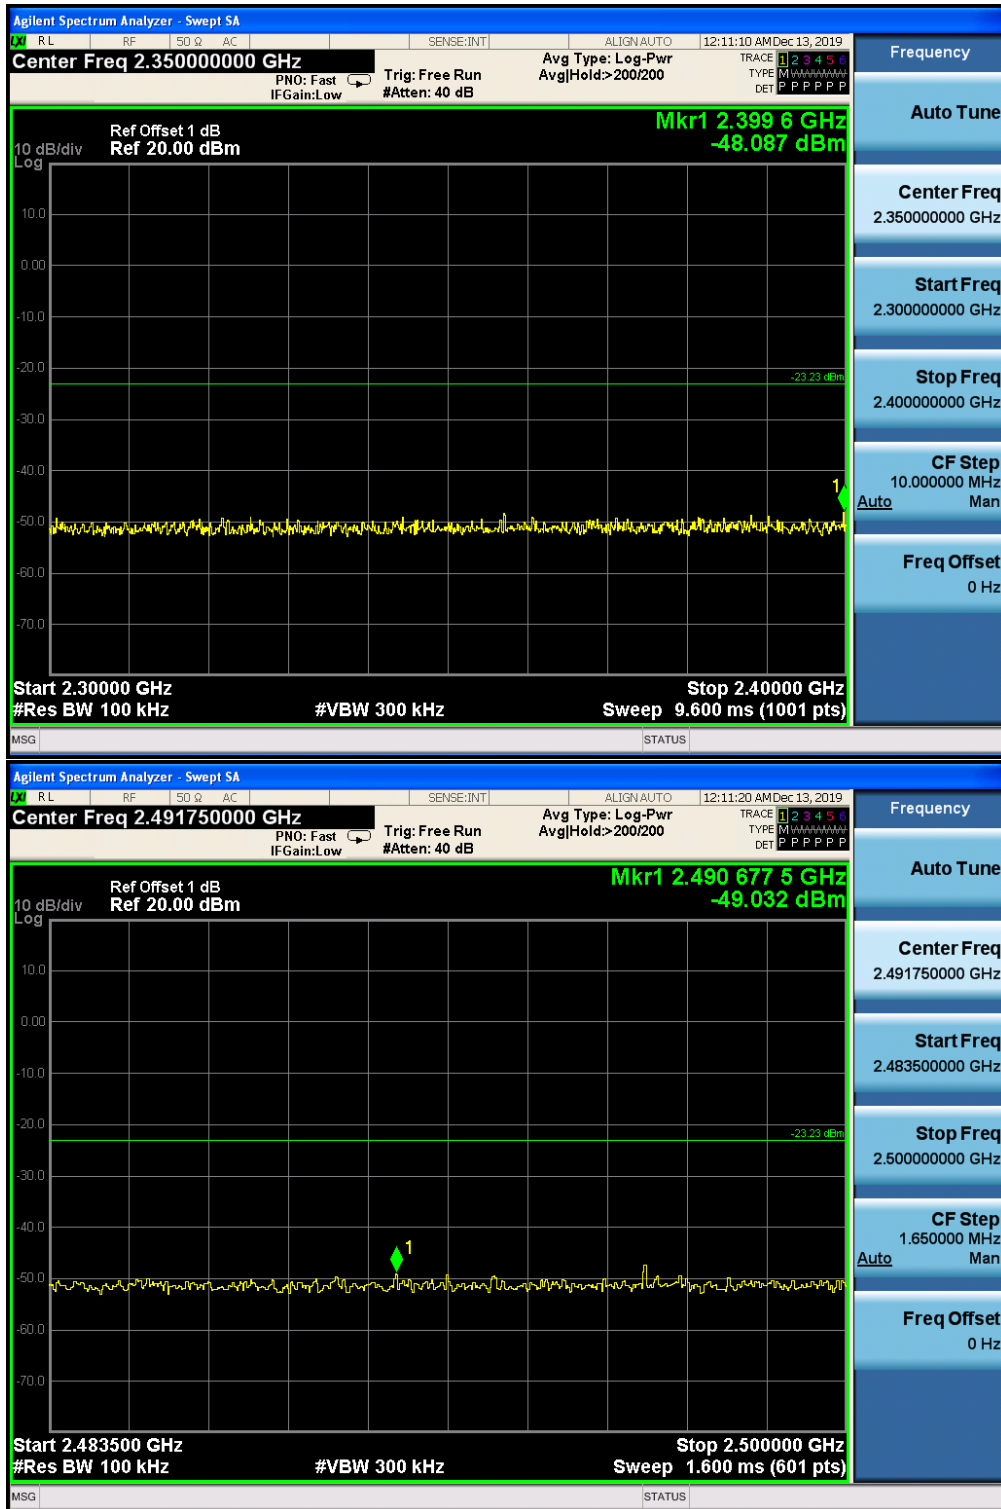 Agilent Spectrum Analyzer - Swept SA
LXI RL RF 50 Ω AC SENSE:INT ALIGN AUTO 12:11:10 AM Dec 13, 2019
Center Freq 2.350000000 GHz
PNO: Fast
IFGain:Low
Trig: Free Run
#Atten: 40 dB
Avg Type: Log-Pwr
Avg|Hold:>200/200
TRACE 1 2 3 4 5 6
TYPE M
DET P P P P P P
Mkr1 2.399 6 GHz
-48.087 dBm
Ref Offset 1 dB
10 dB/div Ref 20.00 dBm
Log
10.0
0.00
-10.0
-20.0
-23.23 dBm
-30.0
-40.0
1
-50.0
-60.0
-70.0
Start 2.30000 GHz Stop 2.40000 GHz
#Res BW 100 kHz #VBW 300 kHz Sweep 9.600 ms (1001 pts)
MSG STATUS
Frequency
Auto Tune
Center Freq
2.350000000 GHz
Start Freq
2.300000000 GHz
Stop Freq
2.400000000 GHz
CF Step
10.000000 MHz
Auto Man
Freq Offset
0 Hz
Agilent Spectrum Analyzer - Swept SA
LXI RL RF 50 Ω AC SENSE:INT ALIGN AUTO 12:11:20 AM Dec 13, 2019
Center Freq 2.491750000 GHz
PNO: Fast
IFGain:Low
Trig: Free Run
#Atten: 40 dB
Avg Type: Log-Pwr
Avg|Hold:>200/200
TRACE 1 2 3 4 5 6
TYPE M
DET P P P P P P
Mkr1 2.490 677 5 GHz
-49.032 dBm
Ref Offset 1 dB
10 dB/div Ref 20.00 dBm
Log
10.0
0.00
-10.0
-20.0
-23.23 dBm
-30.0
-40.0
1
-50.0
-60.0
-70.0
Start 2.483500 GHz Stop 2.500000 GHz
#Res BW 100 kHz #VBW 300 kHz Sweep 1.600 ms (601 pts)
MSG STATUS
Frequency
Auto Tune
Center Freq
2.491750000 GHz
Start Freq
2.483500000 GHz
Stop Freq
2.500000000 GHz
CF Step
1.650000 MHz
Auto Man
Freq Offset
0 Hz